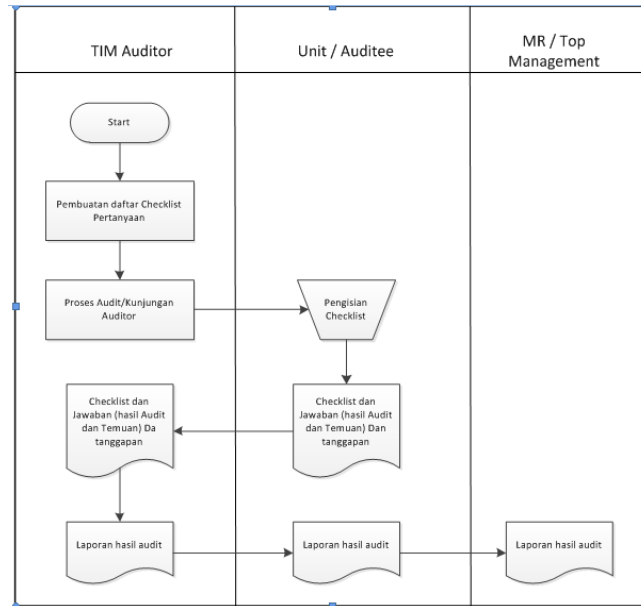 TIM Auditor
Unit / Auditee
MR / Top
Management
Start
Pembuatan daftar Checklist
Pertanyaan
Proses Audit/Kunjungan
Auditor
Pengisian
Checklist
Checklist dan
Jawaban (hasil Audit
dan Temuan) Da
tanggapan
Checklist dan
Jawaban (hasil Audit
dan Temuan) Dan
tanggapan
Laporan hasil audit
Laporan hasil audit
Laporan hasil audit